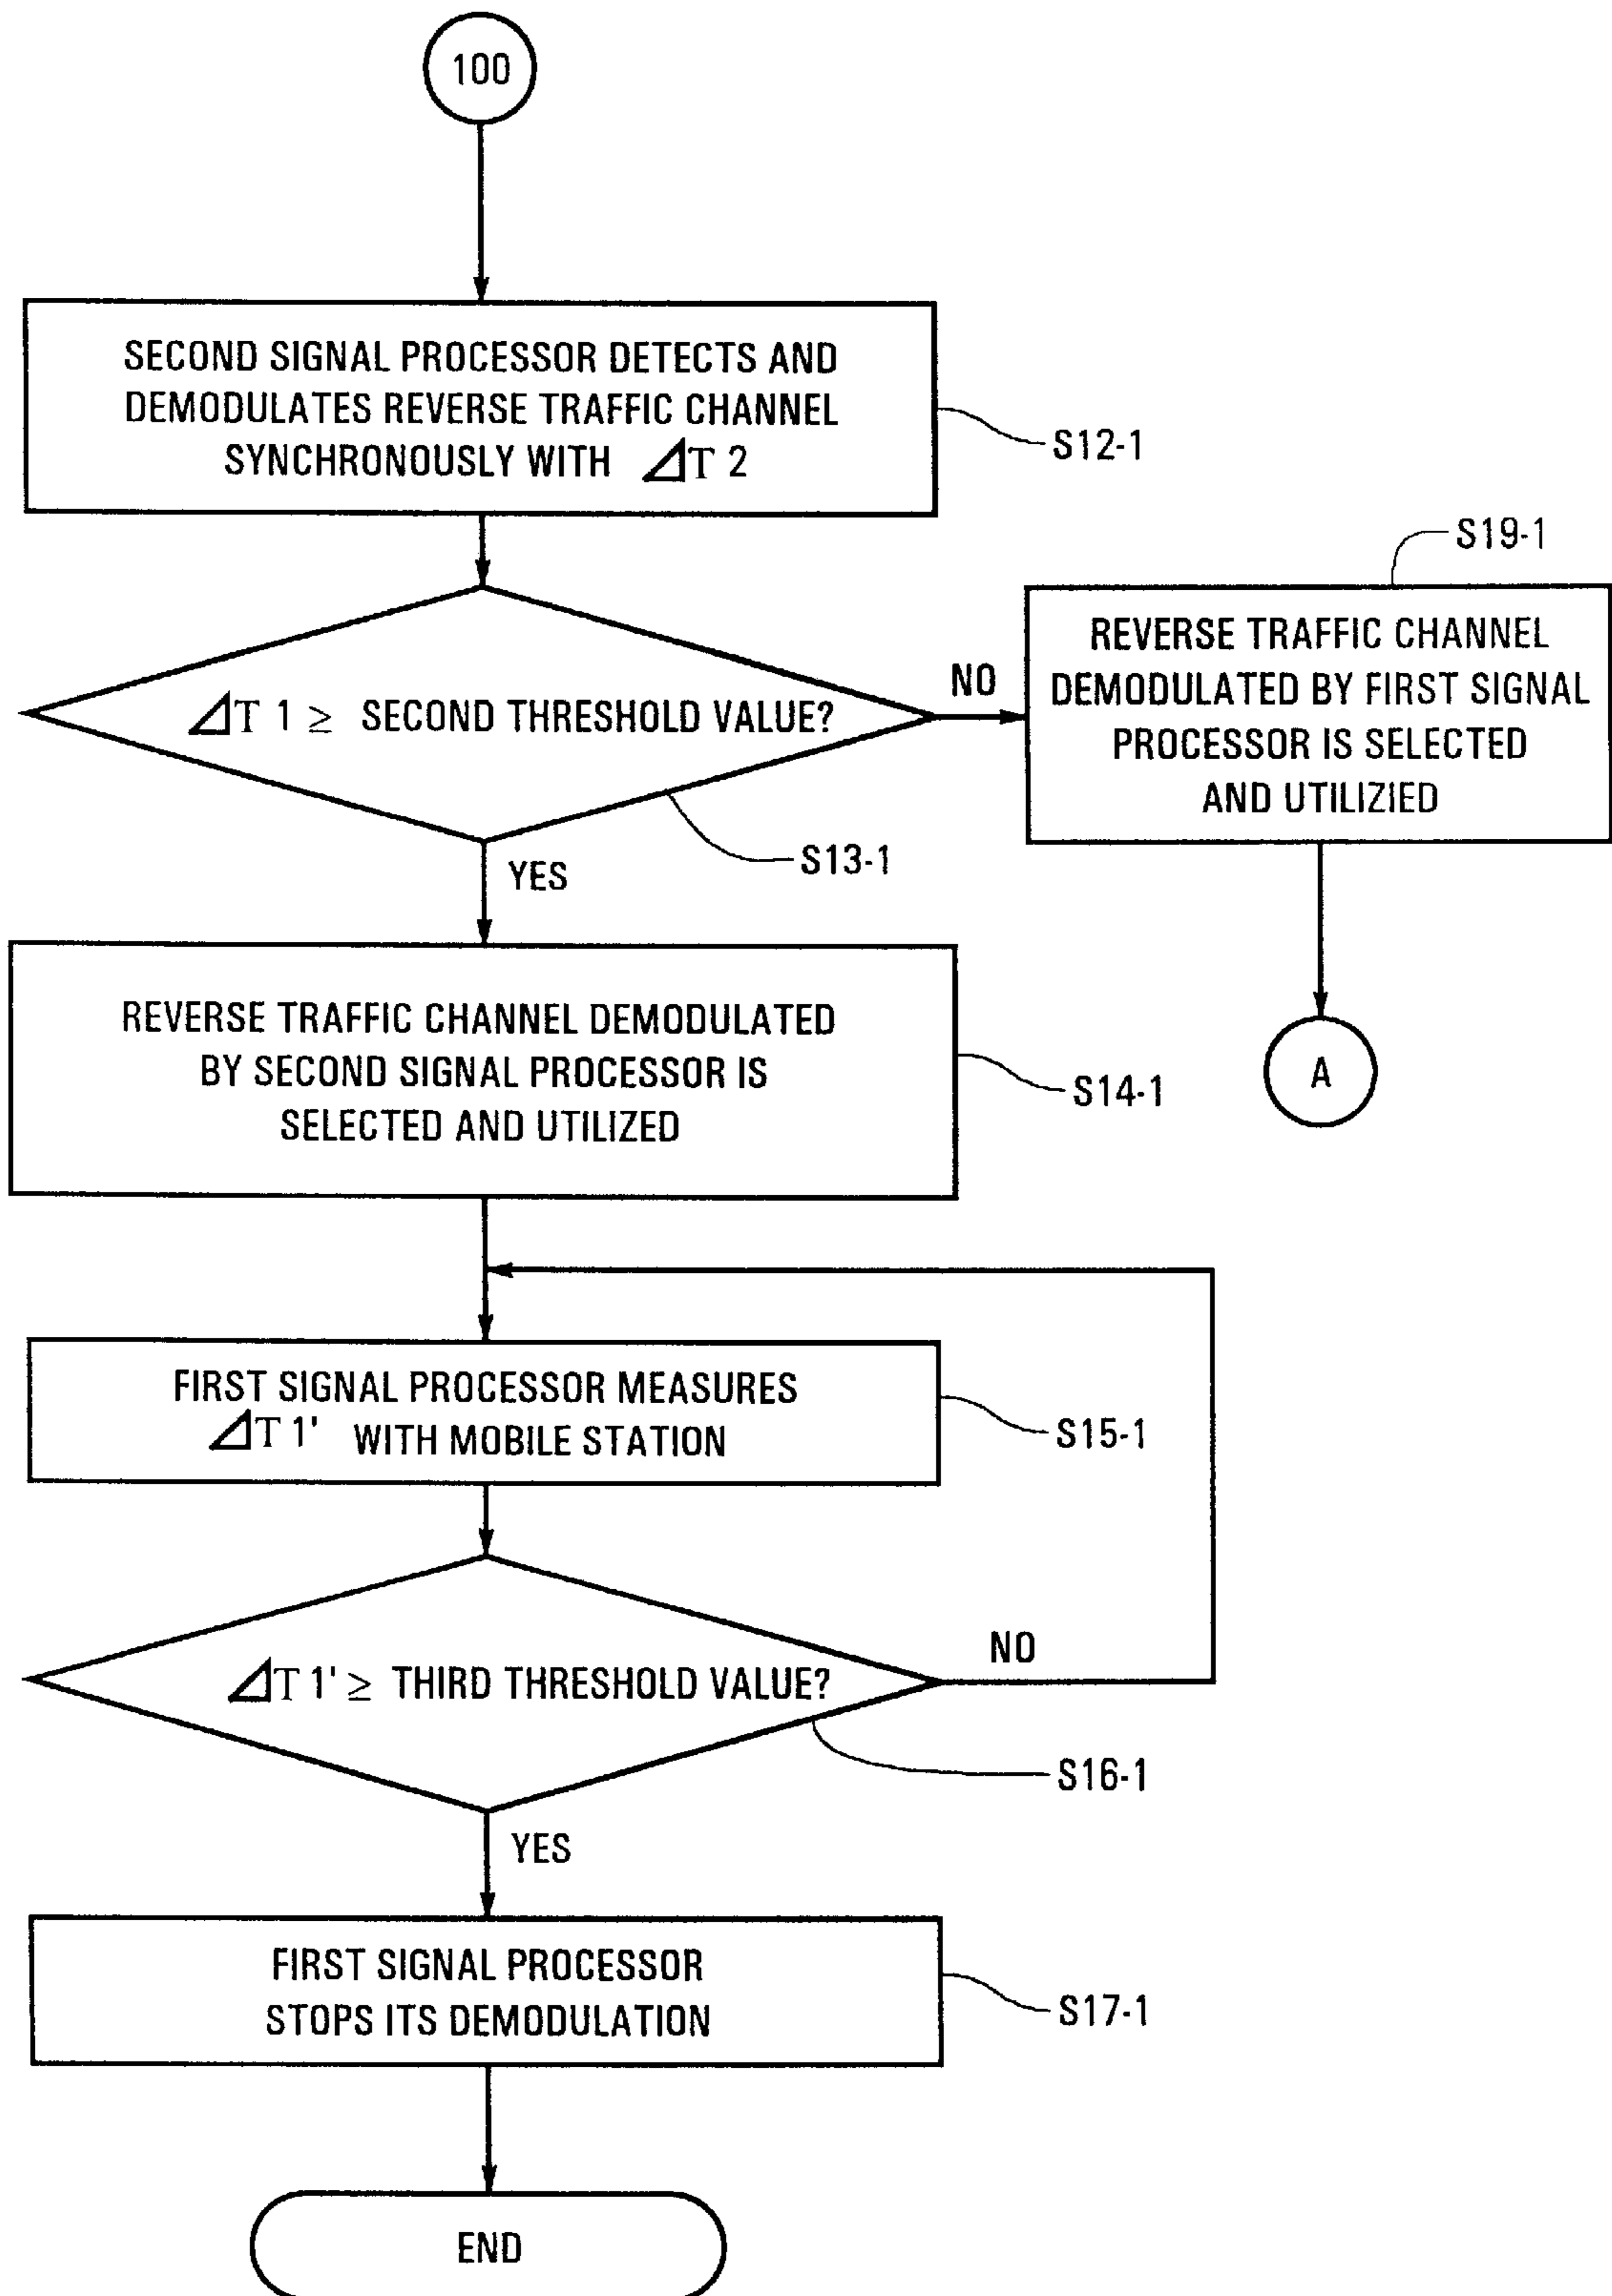 100
SECOND SIGNAL PROCESSOR DETECTS AND
DEMODULATES REVERSE TRAFFIC CHANNEL
SYNCHRONOUSLY WITH ⊿T 2
S12-1
S19-1
REVERSE TRAFFIC CHANNEL
DEMODULATED BY FIRST SIGNAL
PROCESSOR IS SELECTED
AND UTILIZIED
NO
⊿T 1 ≥ SECOND THRESHOLD VALUE?
S13-1
YES
A
REVERSE TRAFFIC CHANNEL DEMODULATED
BY SECOND SIGNAL PROCESSOR IS
SELECTED AND UTILIZED
S14-1
FIRST SIGNAL PROCESSOR MEASURES
⊿T 1' WITH MOBILE STATION
S15-1
NO
⊿T 1' ≥ THIRD THRESHOLD VALUE?
S16-1
YES
FIRST SIGNAL PROCESSOR
STOPS ITS DEMODULATION
S17-1
END